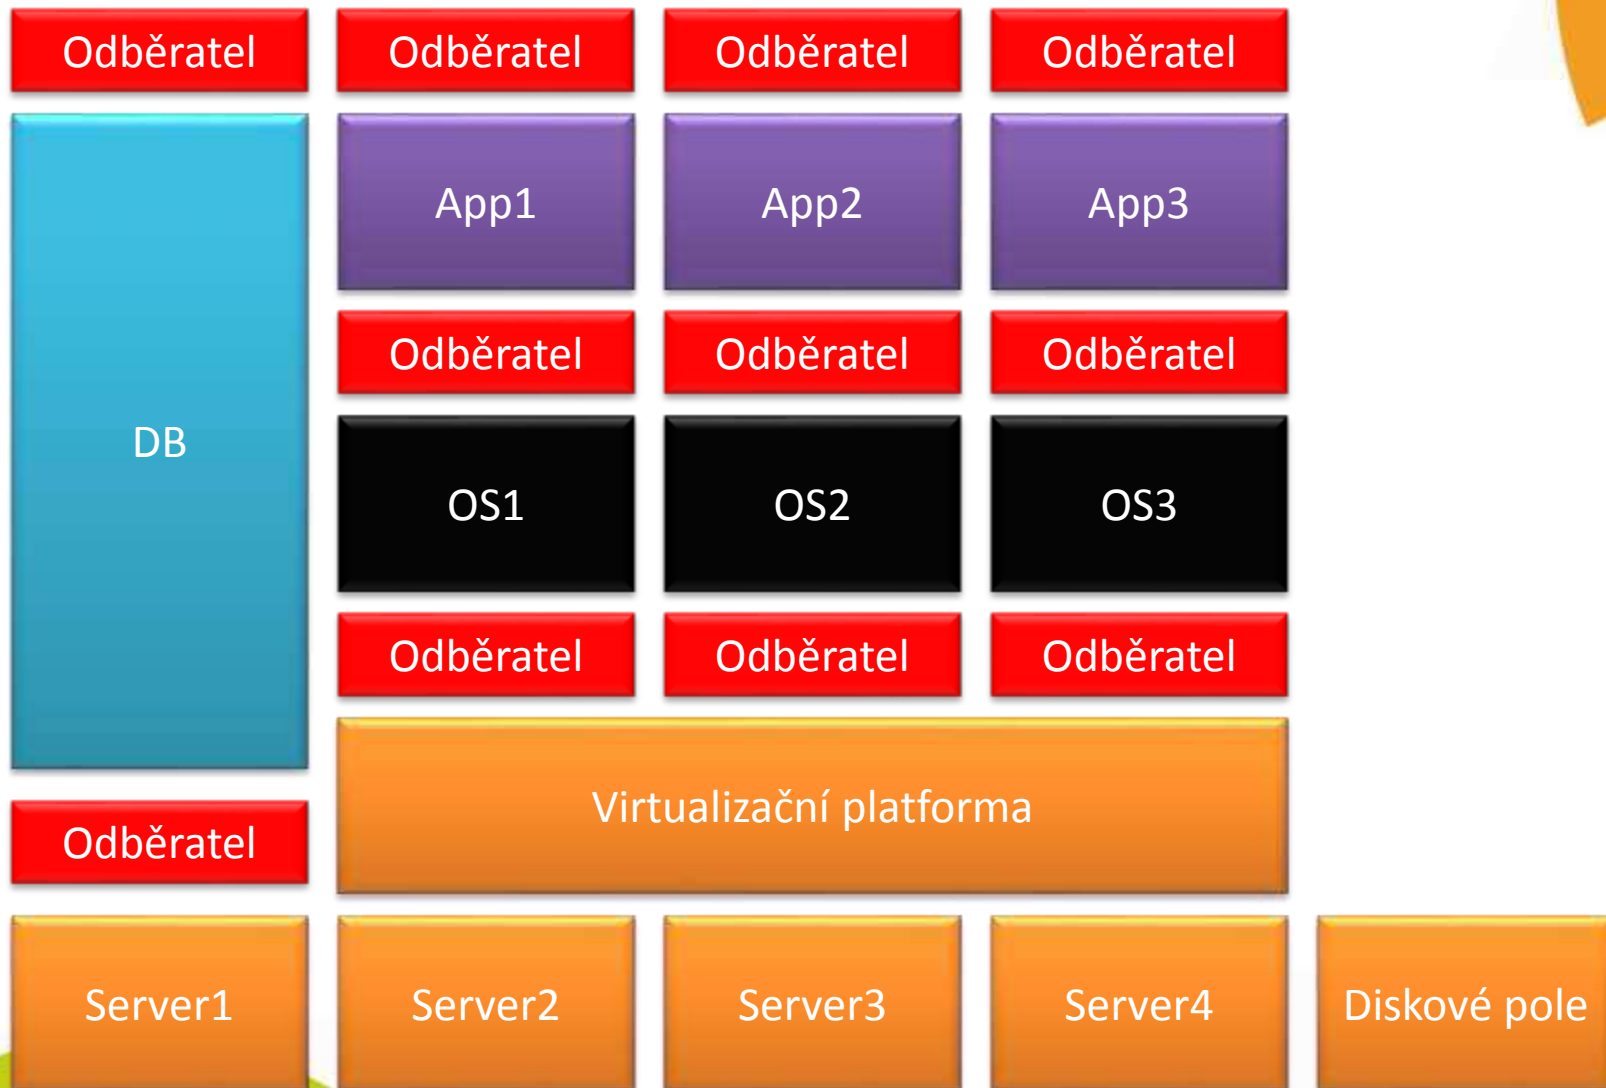 Odběratel
Odběratel
Odběratel
Odběratel
App1
App2
App3
Odběratel
Odběratel
Odběratel
DB
OS1
OS2
OS3
Odběratel
Odběratel
Odběratel
Virtualizační platforma
Odběratel
Server1
Server2
Server3
Server4
Diskové pole